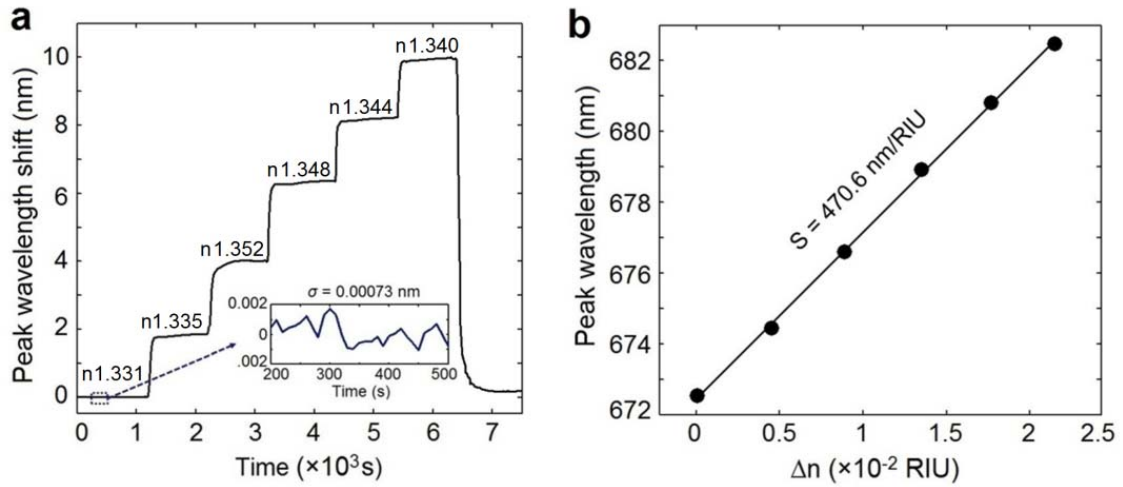 a
Peak wavelength shift (nm)
10
8
6
4
2
0
n1.340
n1.344
n1.348
n1.352
n1.335
n1.331
σ = 0.00073 nm
0.002
0
.002
200 300 400 500
Time (s)
0 1 2 3 4 5 6 7
Time (×10³s)
b
Peak wavelength (nm)
682
680
678
676
674
672
S = 470.6 nm/RIU
0 0.5 1 1.5 2 2.5
Δn (×10⁻² RIU)